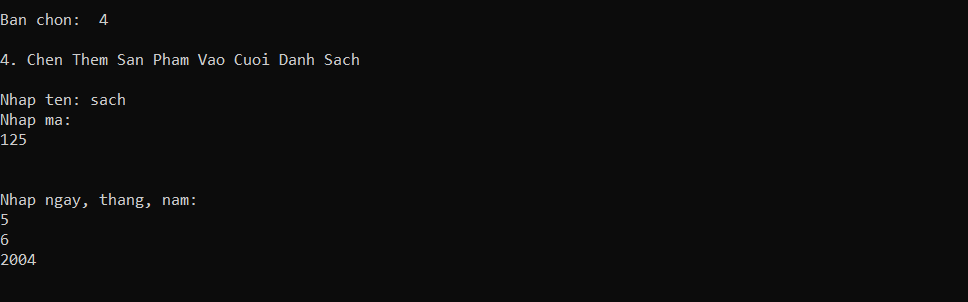 Ban chon:  4
4. Chen Them San Pham Vao Cuoi Danh Sach
Nhap ten: sach
Nhap ma:
125
Nhap ngay, thang, nam:
5
6
2004